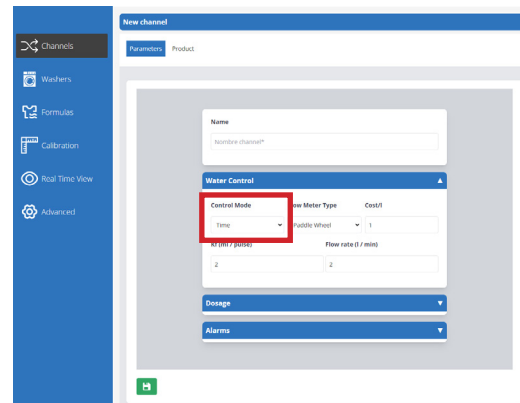 New channel
Channels
Washers
Formulas
Calibration
Real Time View
Advanced
Parameters Product
Name
Nombre channel*
Water Control
Control Mode Flow Meter Type Cost/l
Time Paddle Wheel 1
Kf (ml / pulse) Flow rate (l / min)
2 2
Dosage
Alarms